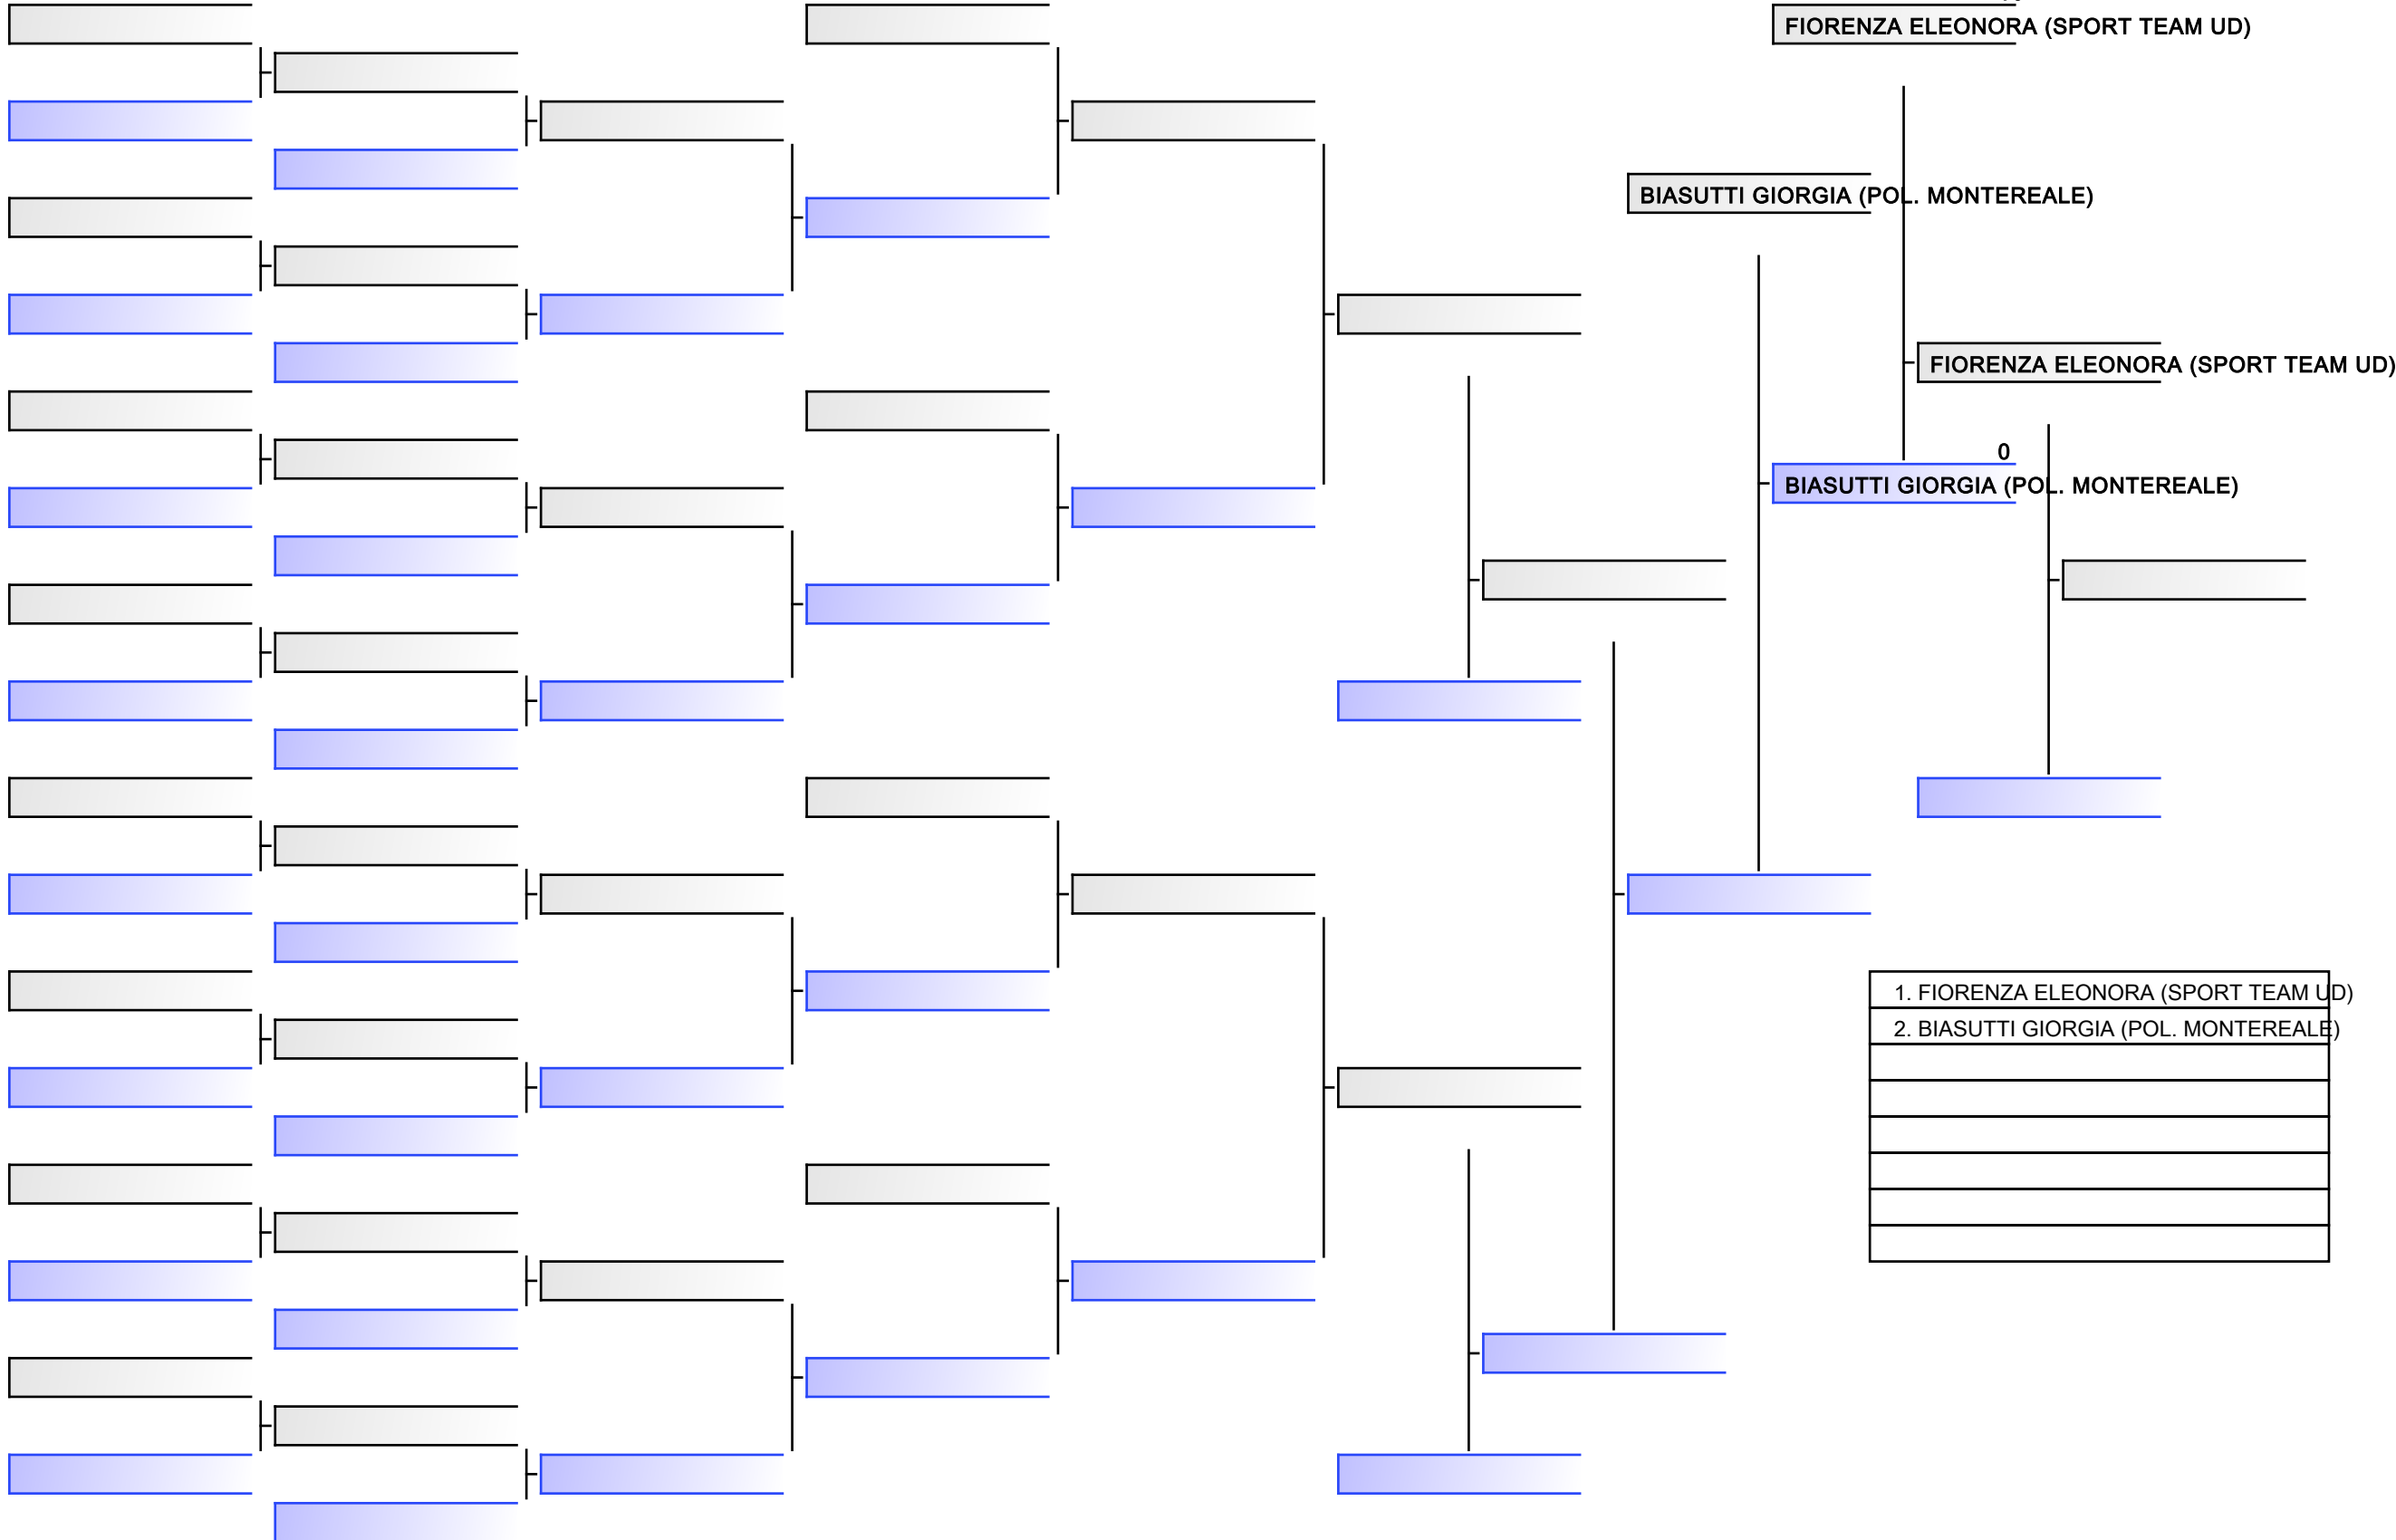 FIORENZA ELEONORA (SPORT TEAM UD)
BIASUTTI GIORGIA (POL. MONTEREALE)
FIORENZA ELEONORA (SPORT TEAM UD)
0
BIASUTTI GIORGIA (POL. MONTEREALE)
1. FIORENZA ELEONORA (SPORT TEAM UD)
2. BIASUTTI GIORGIA (POL. MONTEREALE)